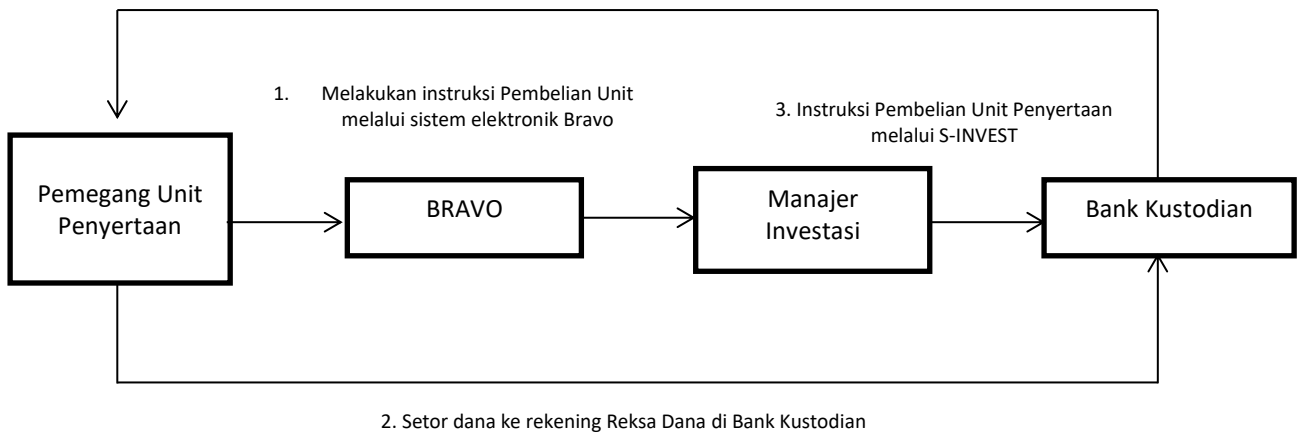 1. Melakukan instruksi Pembelian Unit
melalui sistem elektronik Bravo
3. Instruksi Pembelian Unit Penyertaan
melalui S-INVEST
Pemegang Unit
Penyertaan
BRAVO
Manajer
Investasi
Bank Kustodian
2. Setor dana ke rekening Reksa Dana di Bank Kustodian